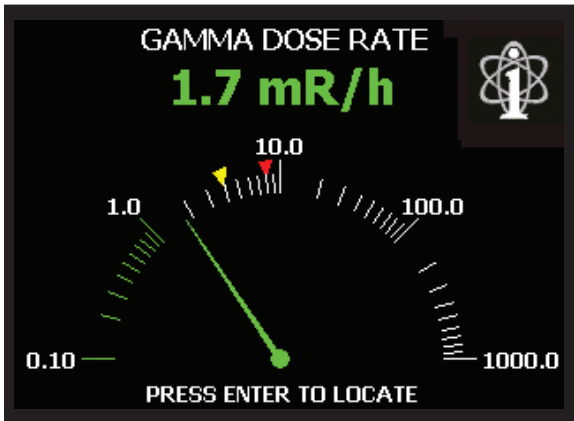 GAMMA DOSE RATE
1.7 mR/h
i
10.0
1.0
100.0
0.10
1000.0
PRESS ENTER TO LOCATE